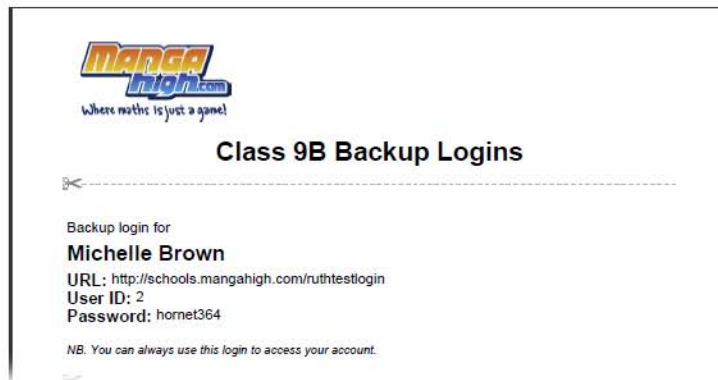 MANGA
high.com
Where maths is just a game!
Class 9B Backup Logins
Backup login for
Michelle Brown
URL: http://schools.mangahigh.com/ruthtestlogin
User ID: 2
Password: hornet364
NB. You can always use this login to access your account.